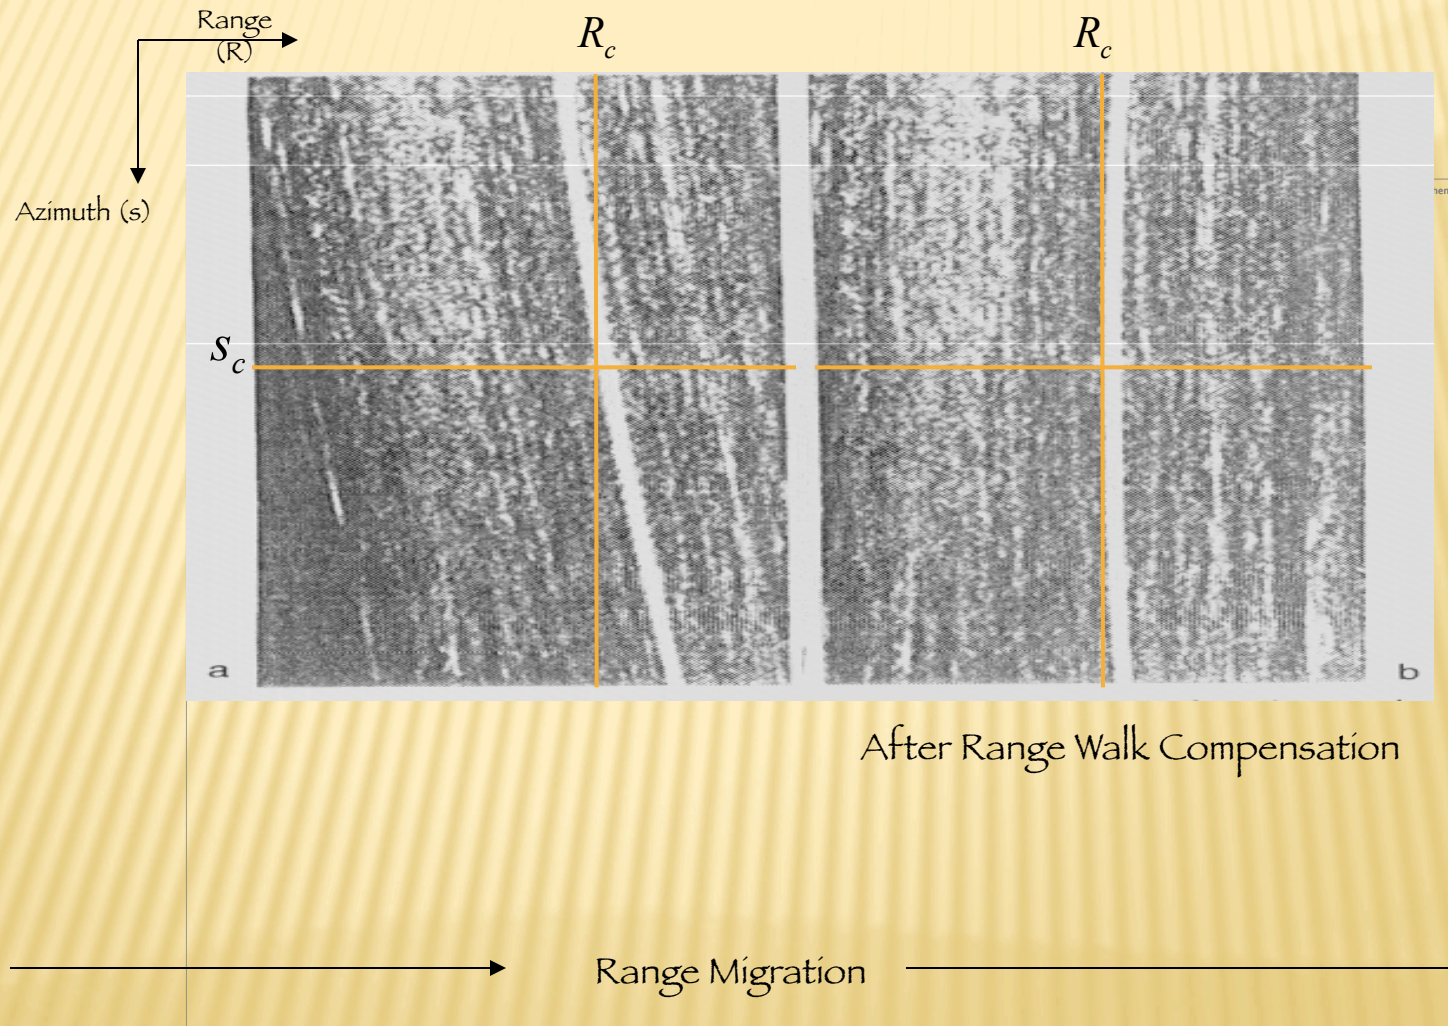 Range
(R)
R_c
R_c
Azimuth (s)
s_c
a
b
After Range Walk Compensation
Range Migration